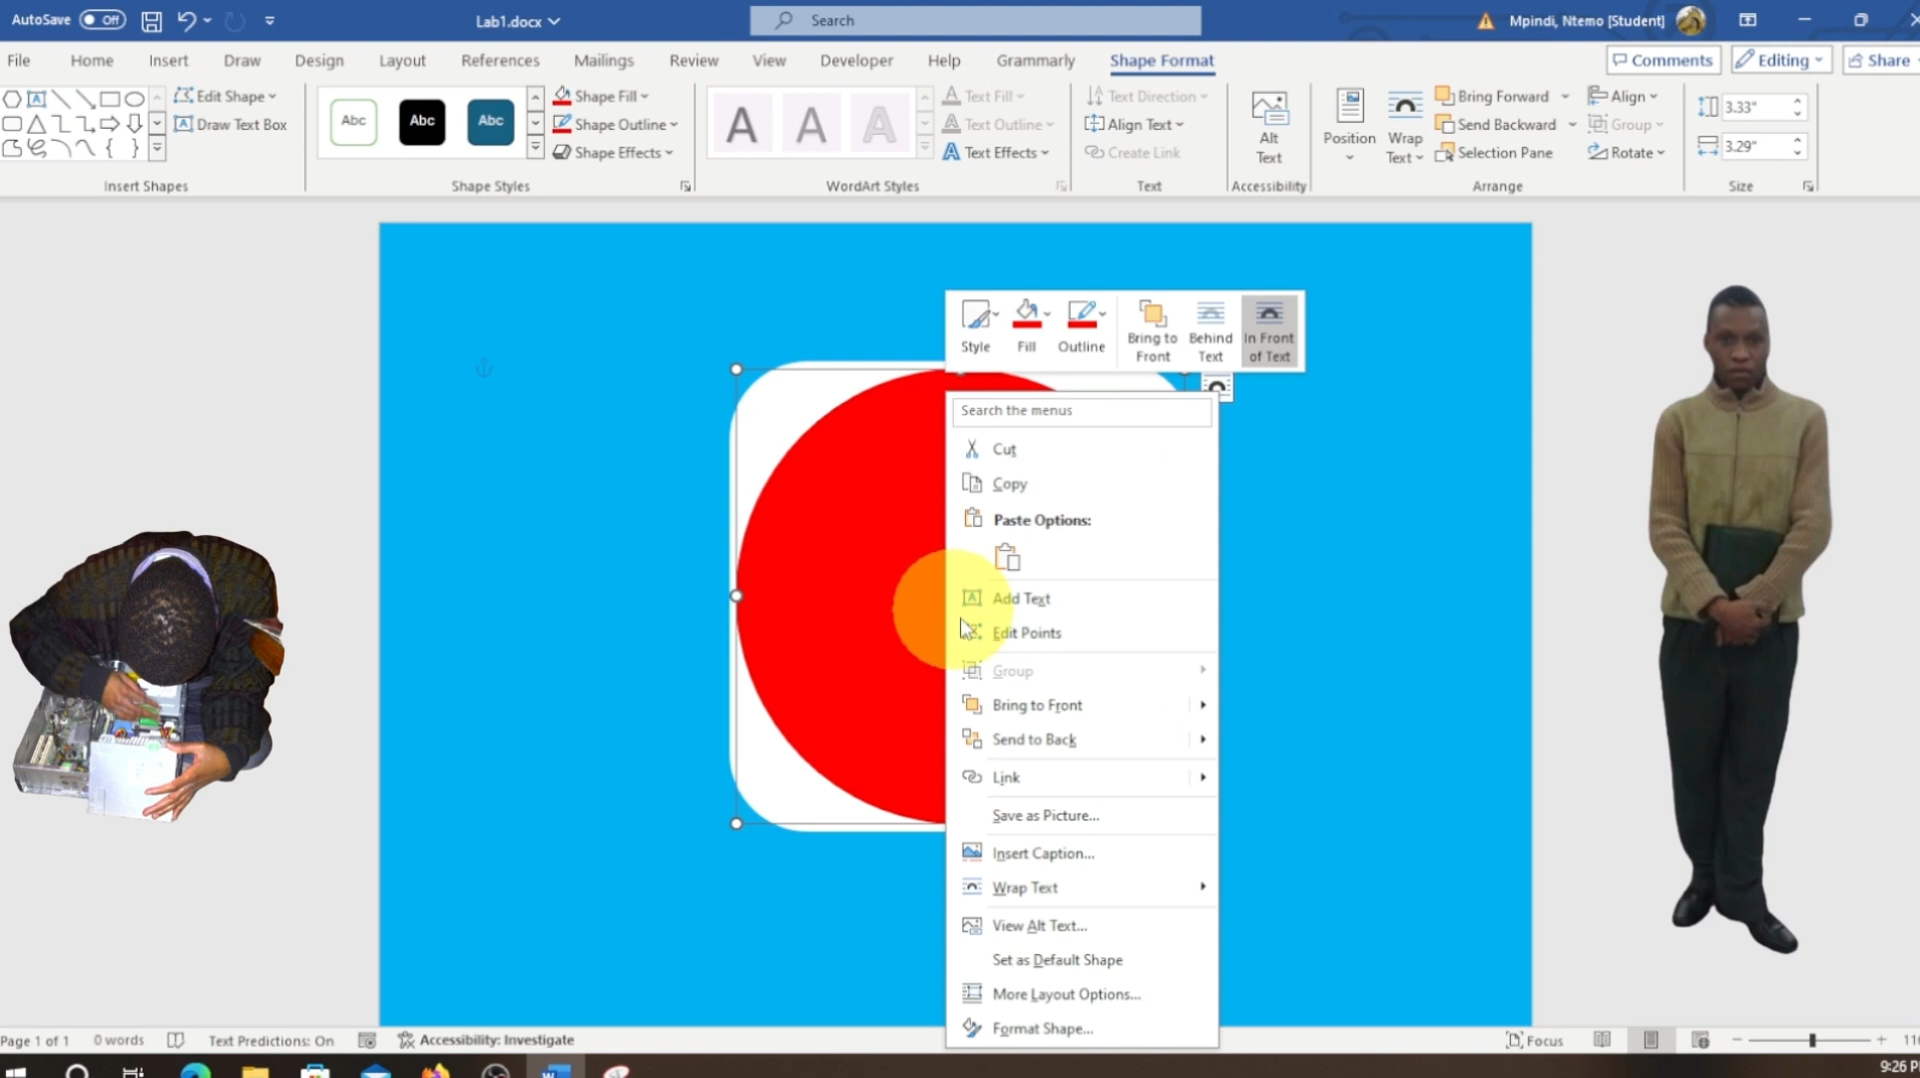 AutoSave Off Lab1.docx Search Mpindi, Ntemo [Student]
File Home Insert Draw Design Layout References Mailings Review View Developer Help Grammarly Shape Format Comments Editing Share
Edit Shape
Draw Text Box
Insert Shapes
Abc Abc Abc
Shape Fill
Shape Outline
Shape Effects
Shape Styles
A A A
Text Fill
Text Outline
Text Effects
WordArt Styles
Text Direction
Align Text
Create Link
Text
Alt
Text
Accessibility
Position
Wrap
Text
Bring Forward
Send Backward
Selection Pane
Align
Group
Rotate
Arrange
3.33"
3.29"
Size
Style Fill Outline
Bring to
Front
Behind
Text
In Front
of Text
Search the menus
Cut
Copy
Paste Options:
Add Text
Edit Points
Group
Bring to Front
Send to Back
Link
Save as Picture...
Insert Caption...
Wrap Text
View Alt Text...
Set as Default Shape
More Layout Options...
Format Shape...
Page 1 of 1 0 words Text Predictions: On Accessibility: Investigate Focus